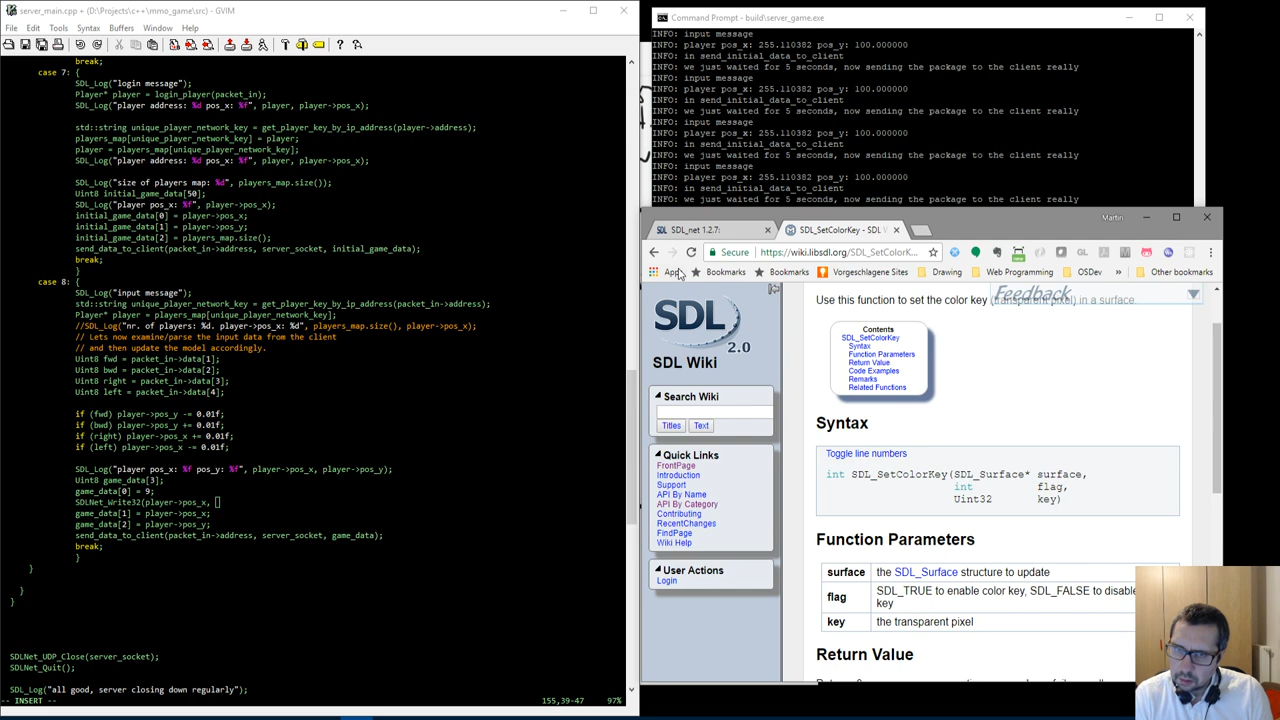 server_main.cpp + (D:\Projects\c++\mmo_game\src) - GVIM
File Edit Tools Syntax Buffers Window Help
break;
case 7: {
SDL_Log("login message");
Player* player = login_player(packet_in);
SDL_Log("player address: %d pos_x: %f", player, player->pos_x);
std::string unique_player_network_key = get_player_key_by_ip_address(player->address);
players_map[unique_player_network_key] = player;
player = players_map[unique_player_network_key];
SDL_Log("player address: %d pos_x: %f", player, player->pos_x);
SDL_Log("size of players map: %d", players_map.size());
Uint8 initial_game_data[50];
SDL_Log("player pos_x: %f", player->pos_x);
initial_game_data[0] = player->pos_x;
initial_game_data[1] = player->pos_y;
initial_game_data[2] = players_map.size();
send_data_to_client(packet_in->address, server_socket, initial_game_data);
break;
}
case 8: {
SDL_Log("input message");
std::string unique_player_network_key = get_player_key_by_ip_address(packet_in->address);
Player* player = players_map[unique_player_network_key];
//SDL_Log("nr. of players: %d. player->pos_x: %d", players_map.size(), player->pos_x);
// Lets now examine/parse the input data from the client
// and then update the model accordingly.
Uint8 fwd = packet_in->data[1];
Uint8 bwd = packet_in->data[2];
Uint8 right = packet_in->data[3];
Uint8 left = packet_in->data[4];
if (fwd) player->pos_y -= 0.01f;
if (bwd) player->pos_y += 0.01f;
if (right) player->pos_x += 0.01f;
if (left) player->pos_x -= 0.01f;
SDL_Log("player pos_x: %f pos_y: %f", player->pos_x, player->pos_y);
Uint8 game_data[3];
game_data[0] = 9;
SDLNet_Write32(player->pos_x,
game_data[1] = player->pos_x;
game_data[2] = player->pos_y;
send_data_to_client(packet_in->address, server_socket, game_data);
break;
}
}
}
}
SDLNet_UDP_Close(server_socket);
SDLNet_Quit();
SDL_Log("all good, server closing down regularly");
-- INSERT -- 155,39-47 97%
Command Prompt - build\server_game.exe
INFO: input message
INFO: player pos_x: 255.110382 pos_y: 100.000000
INFO: in send_initial_data_to_client
INFO: we just waited for 5 seconds, now sending the package to the client really
INFO: input message
INFO: player pos_x: 255.110382 pos_y: 100.000000
INFO: in send_initial_data_to_client
INFO: we just waited for 5 seconds, now sending the package to the client really
INFO: input message
INFO: player pos_x: 255.110382 pos_y: 100.000000
INFO: in send_initial_data_to_client
INFO: we just waited for 5 seconds, now sending the package to the client really
INFO: input message
INFO: player pos_x: 255.110382 pos_y: 100.000000
INFO: in send_initial_data_to_client
INFO: we just waited for 5 seconds, now sending the package to the client really
SDL_net 1.2.7: SDL_SetColorKey - SDL Martin
Secure https://wiki.libsdl.org/SDL_SetColorK...
Bookmarks Bookmarks Vorgeschlagene Sites Drawing Web Programming OSDev » Other bookmarks
SDL 2.0
SDL Wiki
Search Wiki
Titles Text
Quick Links
FrontPage
Introduction
Support
API By Name
API By Category
Contributing
RecentChanges
FindPage
Wiki Help
User Actions
Login
Use this function to set the color key (transparent pixel) in a surface.
Feedback
Contents
SDL_SetColorKey
Syntax
Function Parameters
Return Value
Code Examples
Remarks
Related Functions
Syntax
Toggle line numbers
int SDL_SetColorKey(SDL_Surface* surface,
int flag,
Uint32 key)
Function Parameters
surface the SDL_Surface structure to update
flag SDL_TRUE to enable color key, SDL_FALSE to disable
key
key the transparent pixel
Return Value